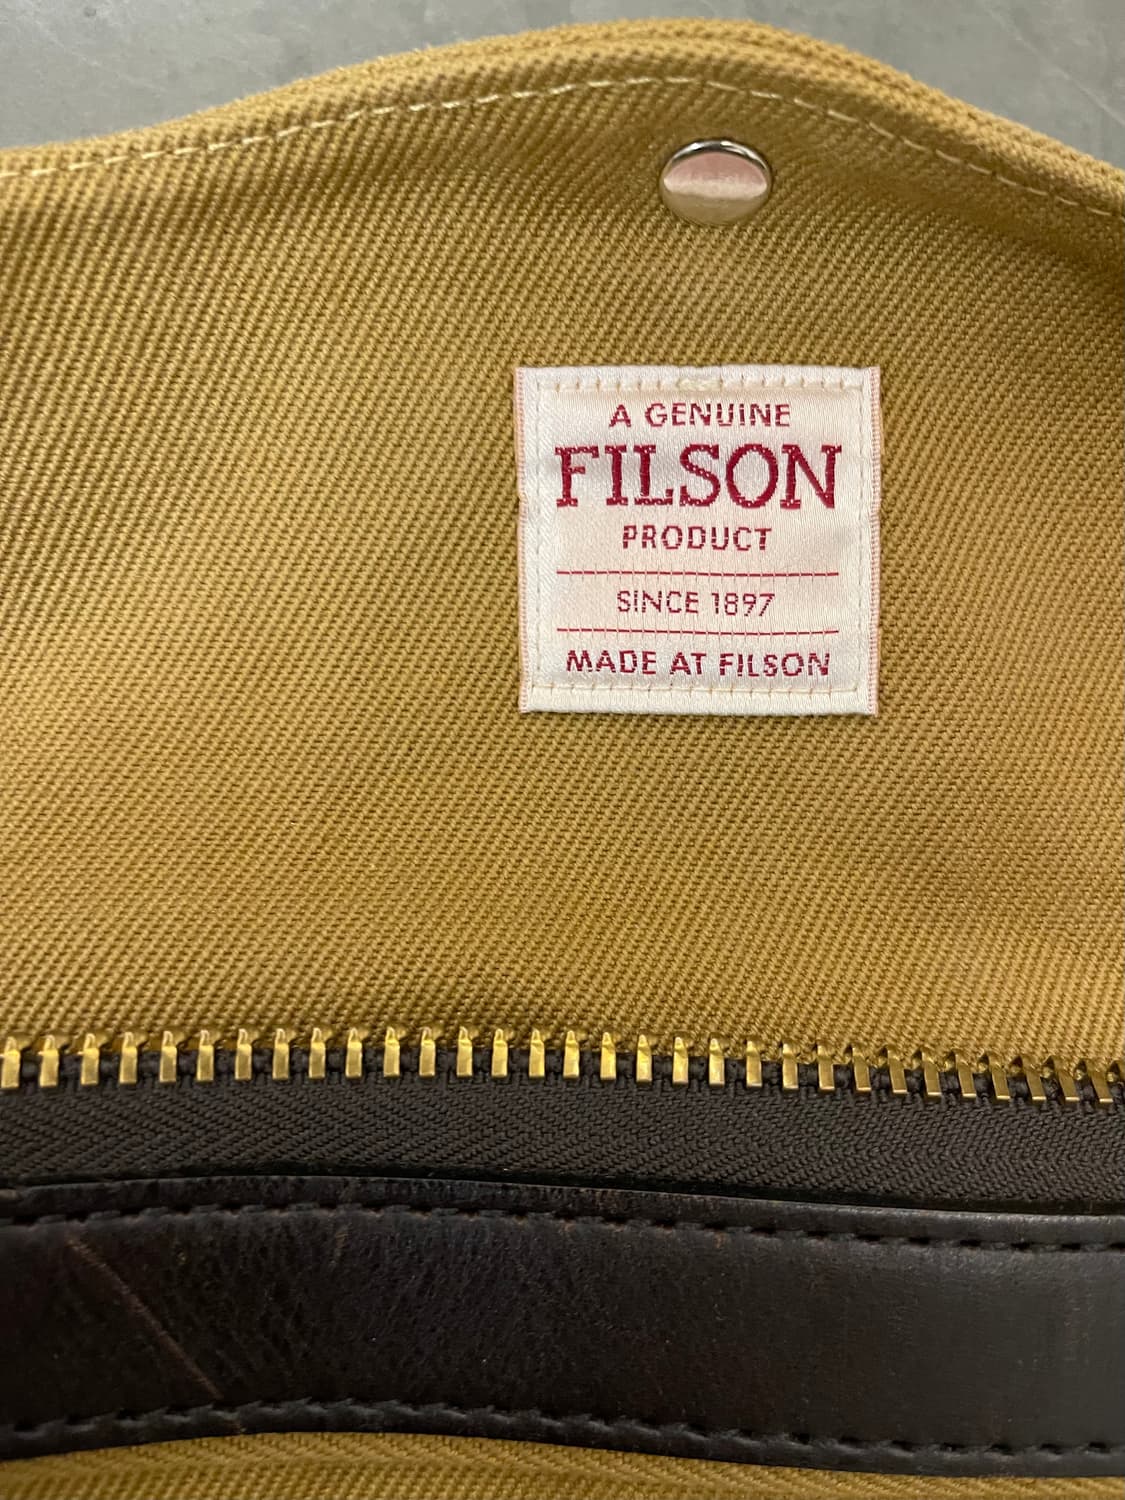 A GENUINE
FILSON
PRODUCT
SINCE 1897
MADE AT FILSON